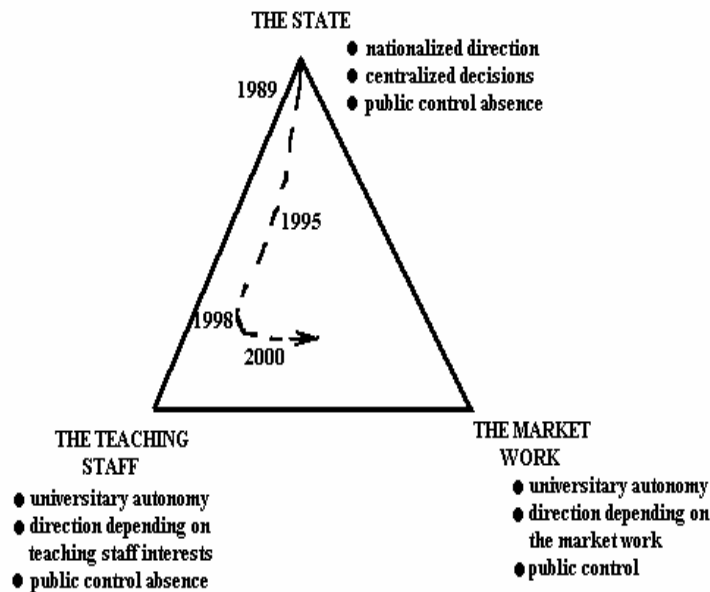 THE STATE
● nationalized direction
● centralized decisions
● public control absence
1989
1995
1998
2000
THE TEACHING
STAFF
● universitary autonomy
● direction depending on
teaching staff interests
● public control absence
THE MARKET
WORK
● universitary autonomy
● direction depending on
the market work
● public control